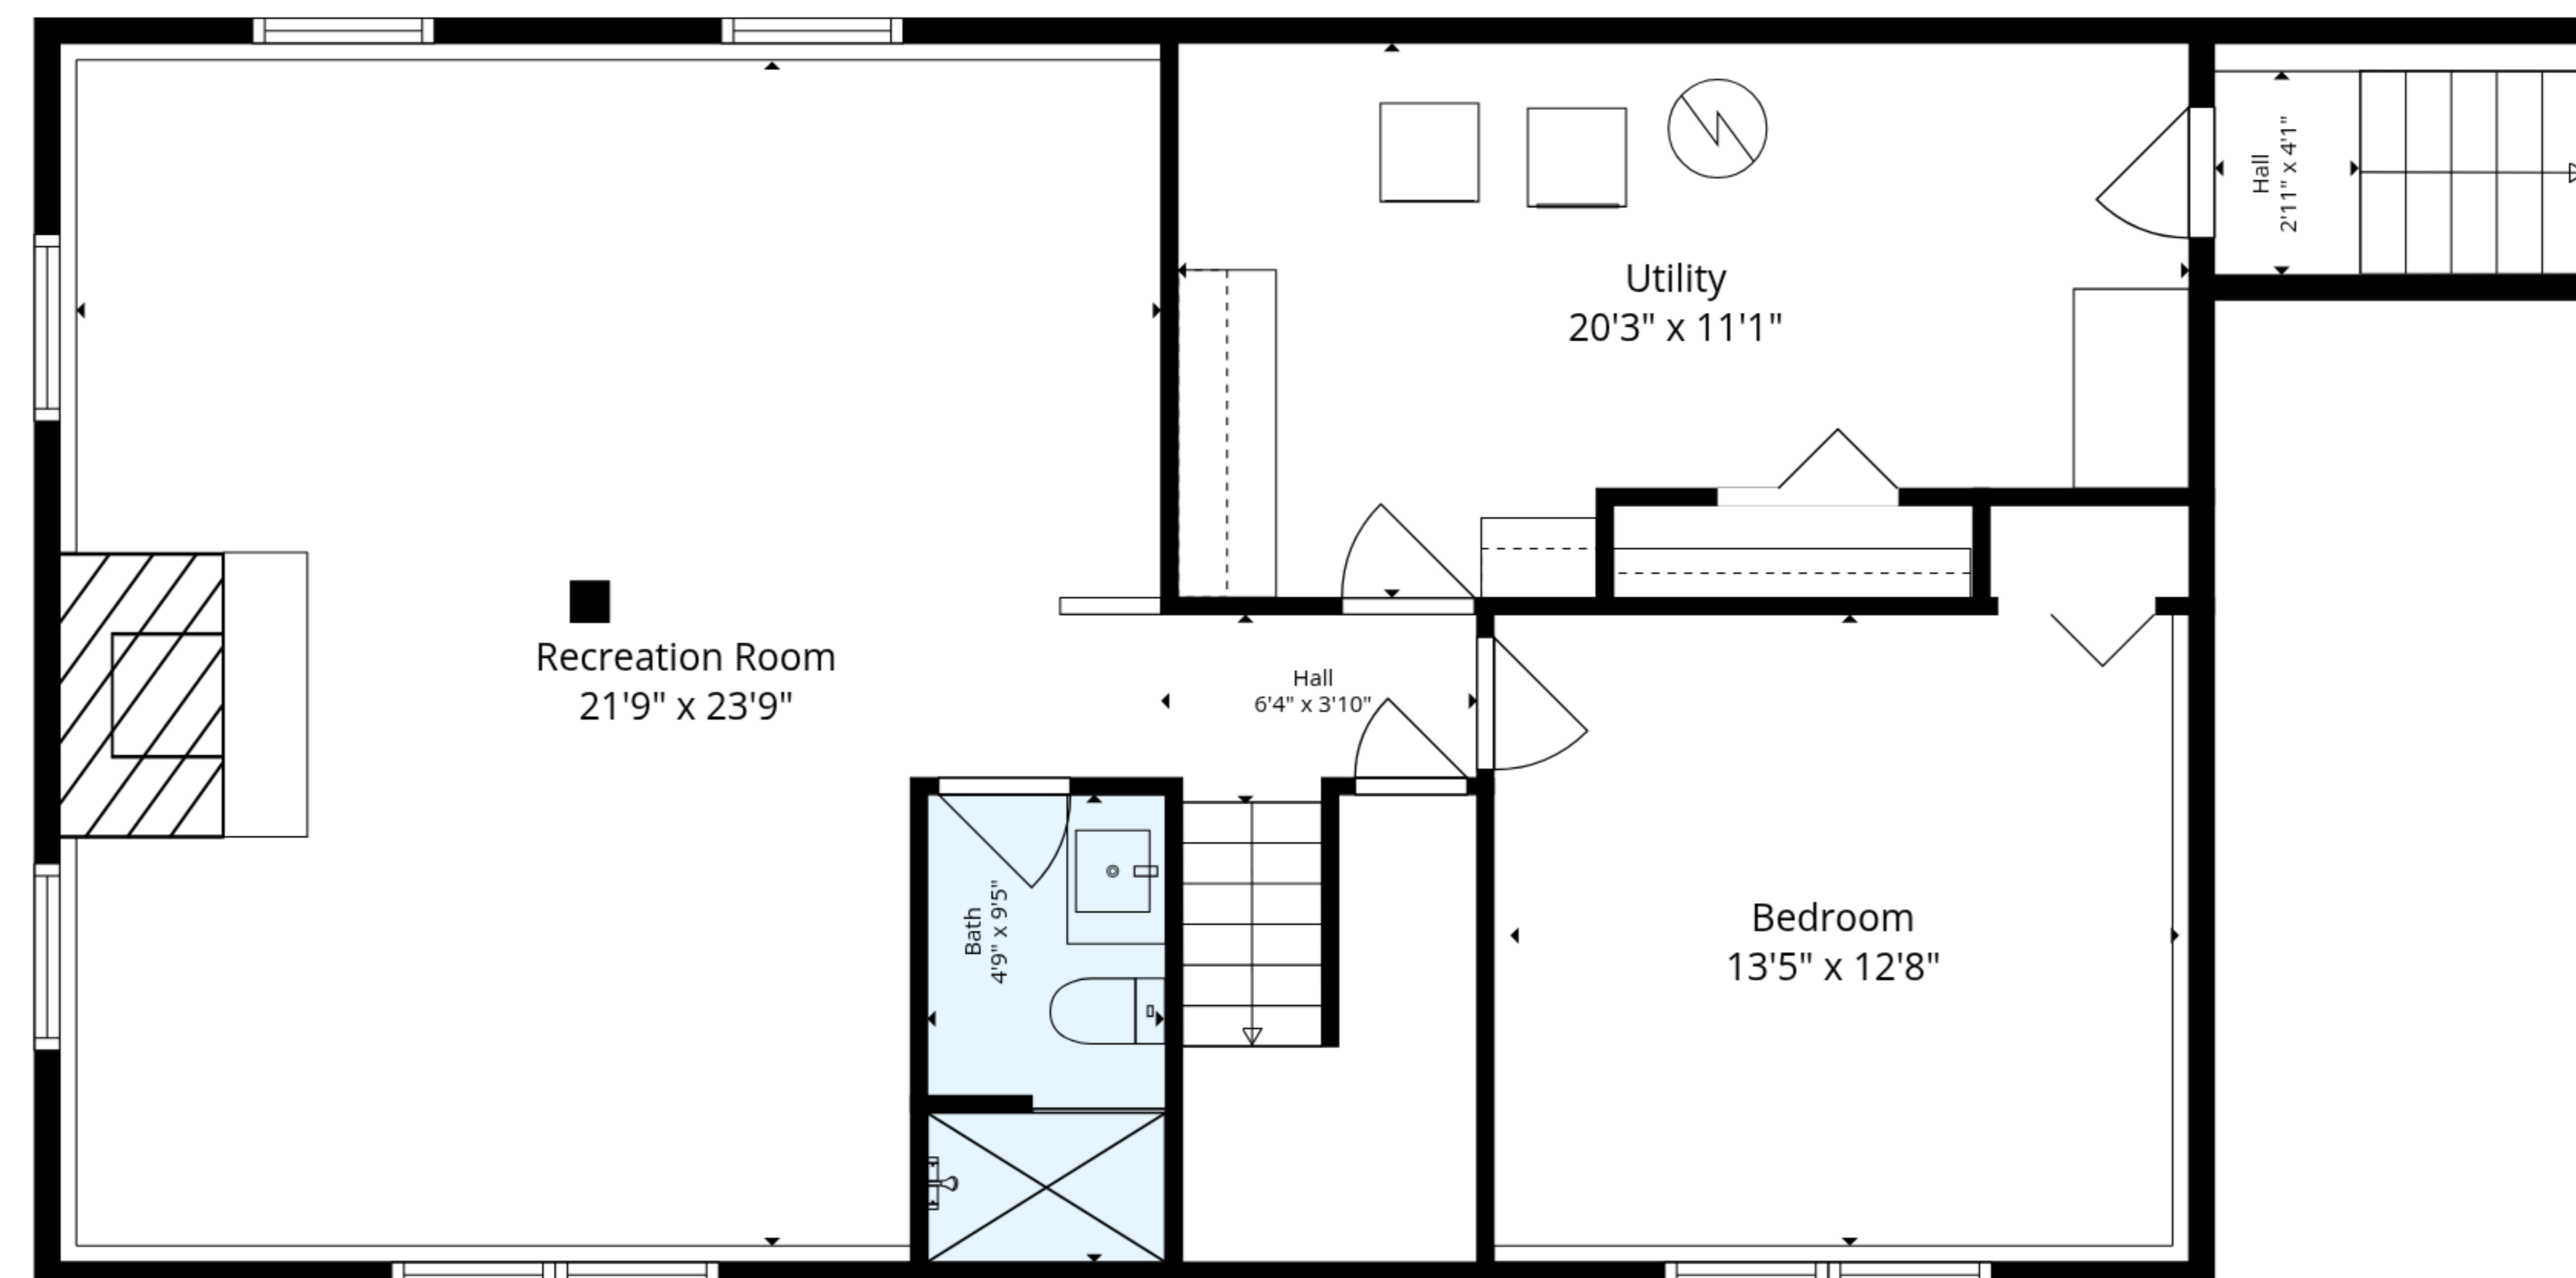 Hall
2'11" x 4'1"
Utility
20'3" x 11'1"
Recreation Room
21'9" x 23'9"
Hall
6'4" x 3'10"
Bath
4'9" x 9'5"
Bedroom
13'5" x 12'8"